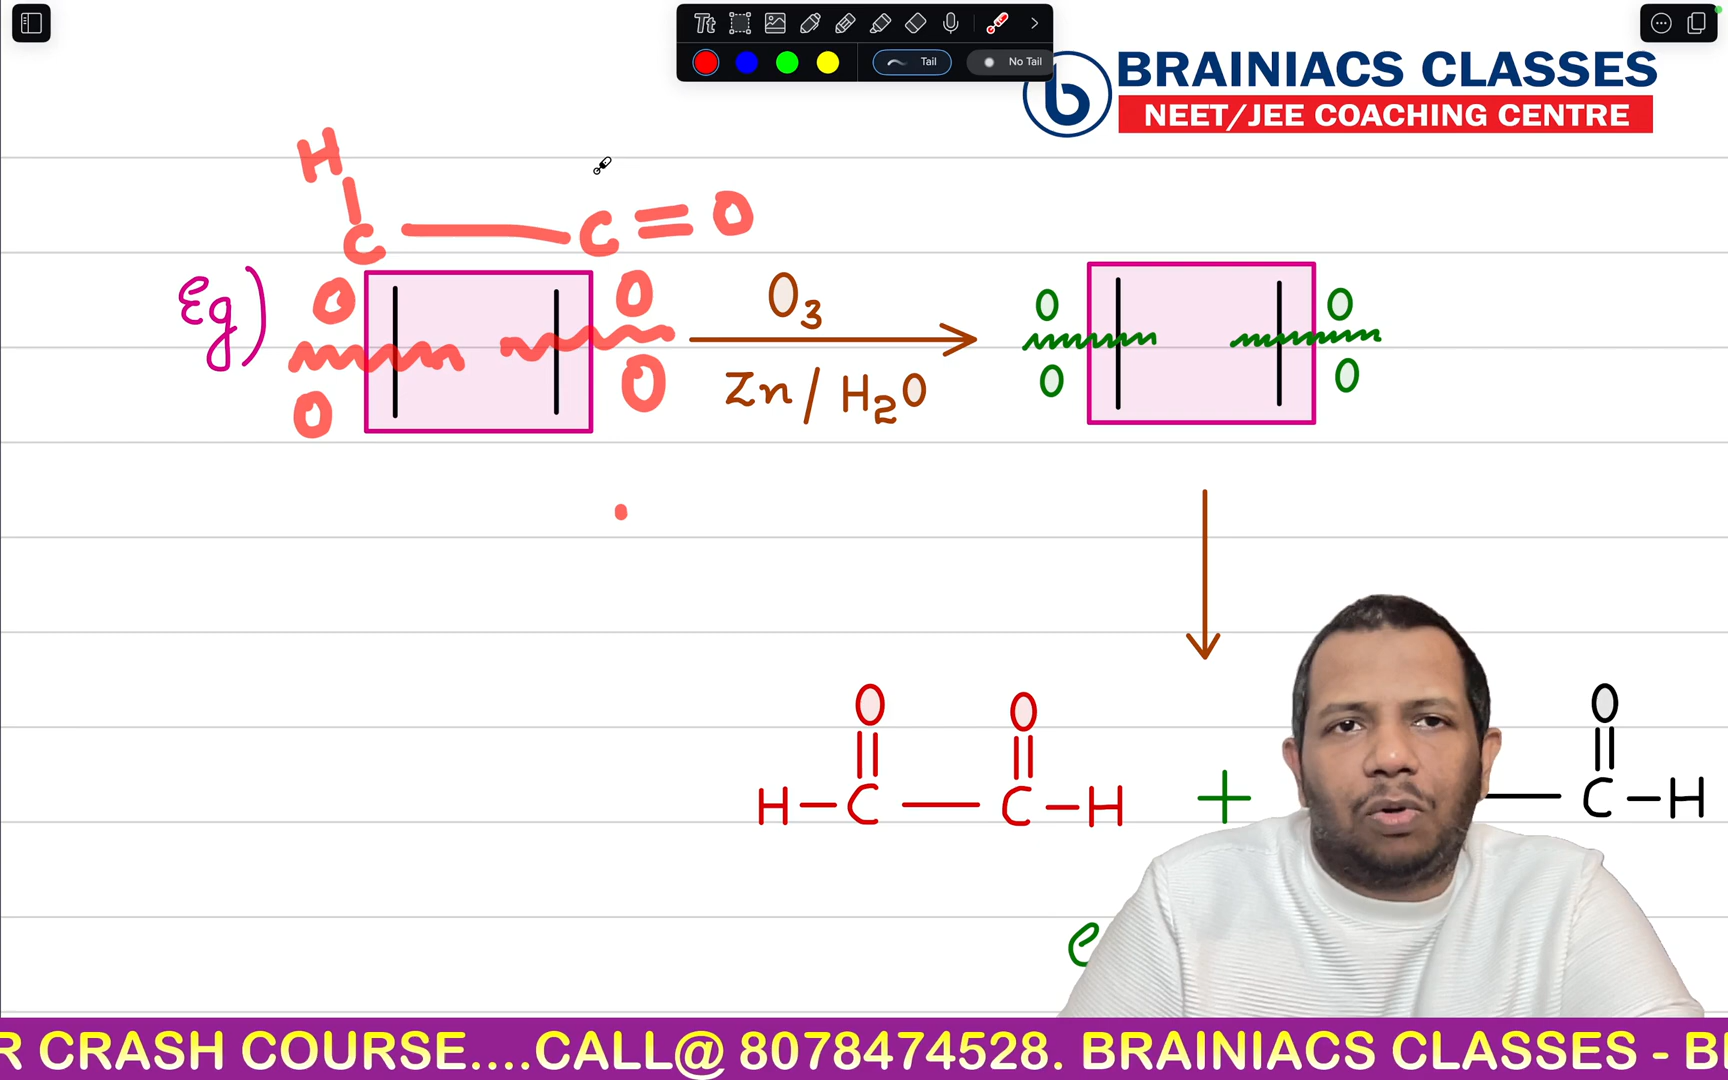 Tt
Tail
No Tail
b
BRAINIACS CLASSES
NEET/JEE COACHING CENTRE
H
C — C = O
Eg)
O O
O O
O3
Zn / H2O
O O
O O
O O O
H — C — C — H + — C — H
R CRASH COURSE....CALL@ 8078474528. BRAINIACS CLASSES - B